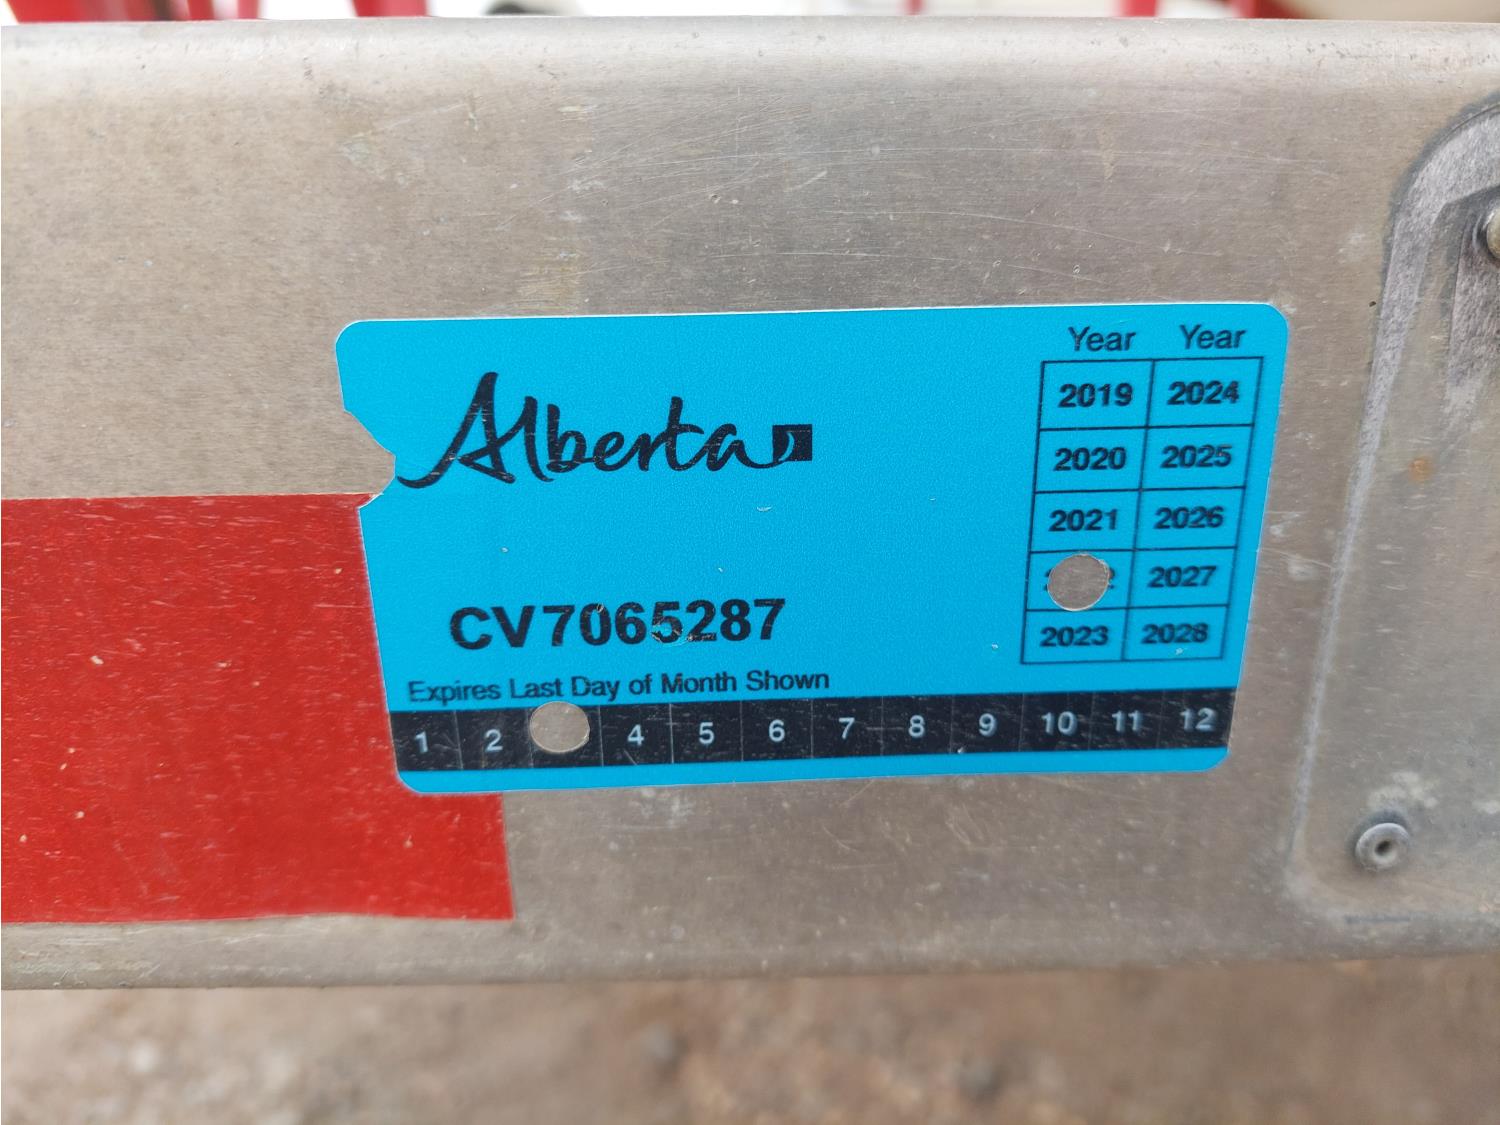 Alberta
Year Year
2019 2024
2020 2025
2021 2026
2027
2023 2028
CV7065287
Expires Last Day of Month Shown
1 2 4 5 6 7 8 9 10 11 12